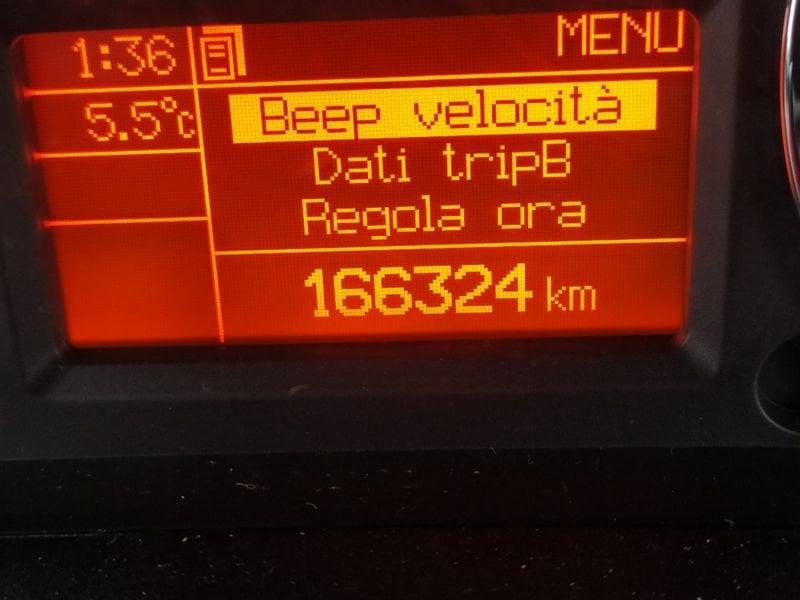 1:36
MENU
5.5°c
Beep velocità
Dati tripB
Regola ora
166324 km